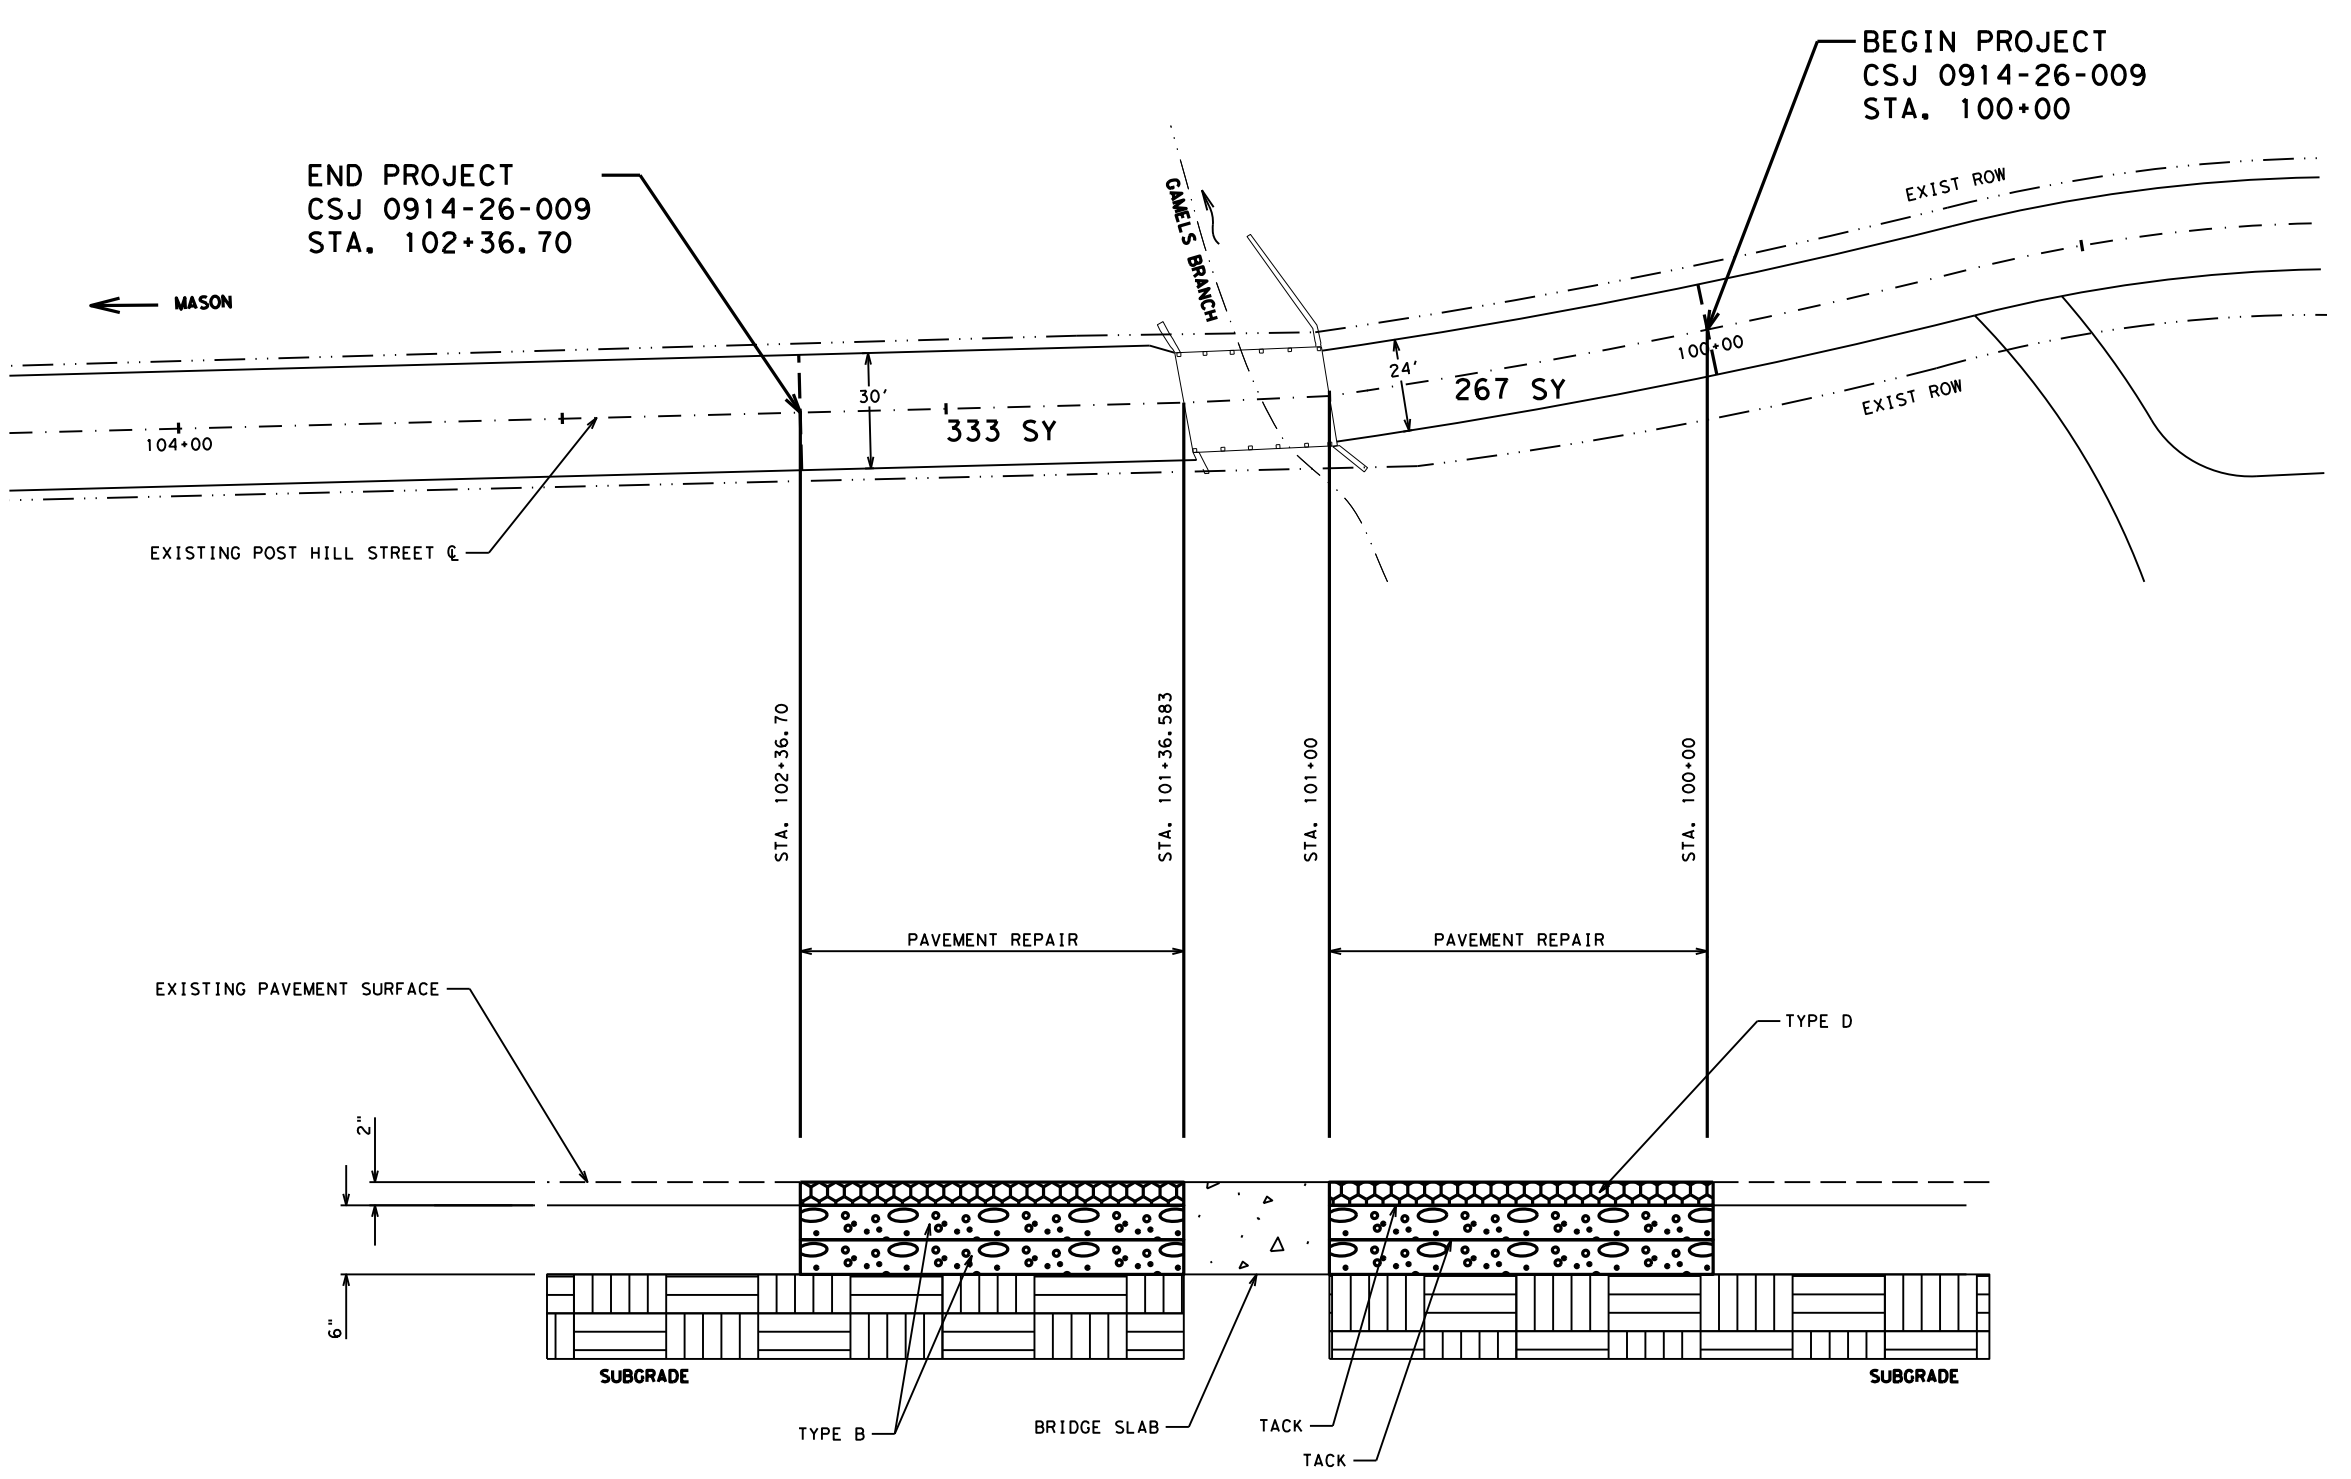 BEGIN PROJECT
CSJ 0914-26-009
STA. 100+00
END PROJECT
CSJ 0914-26-009
STA. 102+36.70
EXIST ROW
GAMELS BRANCH
MASON
100+00
24'
30'
267 SY
EXIST ROW
333 SY
104+00
EXISTING POST HILL STREET ℄
STA. 102+36.70
STA. 101+36.583
STA. 101+00
STA. 100+00
PAVEMENT REPAIR
PAVEMENT REPAIR
EXISTING PAVEMENT SURFACE
TYPE D
2"
6"
SUBGRADE
SUBGRADE
TYPE B
BRIDGE SLAB
TACK
TACK